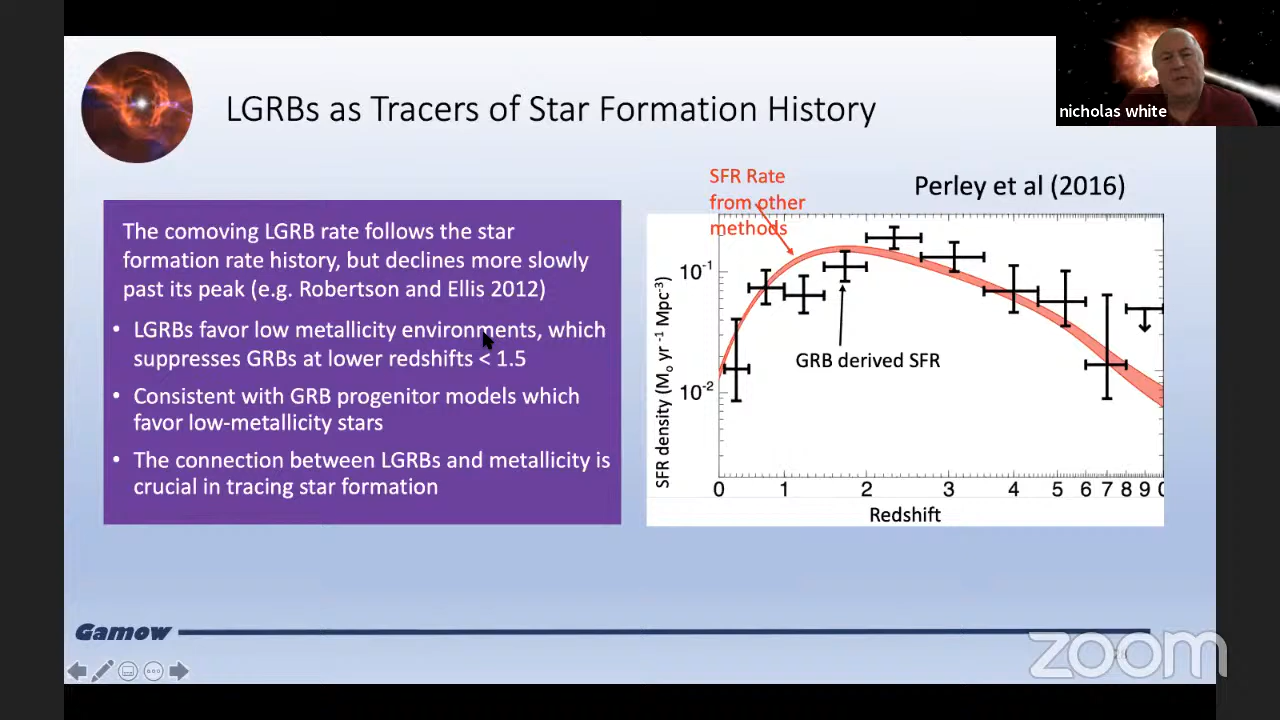 LGRBs as Tracers of Star Formation History
nicholas white
The comoving LGRB rate follows the star
formation rate history, but declines more slowly
past its peak (e.g. Robertson and Ellis 2012)
• LGRBs favor low metallicity environments, which
suppresses GRBs at lower redshifts < 1.5
• Consistent with GRB progenitor models which
favor low-metallicity stars
• The connection between LGRBs and metallicity is
crucial in tracing star formation
SFR Rate
from other
methods
Perley et al (2016)
SFR density (M₀ yr⁻¹ Mpc⁻³)
10⁻¹
10⁻²
GRB derived SFR
0 1 2 3 4 5 6 7 8 9
Redshift
Gamow
zoom